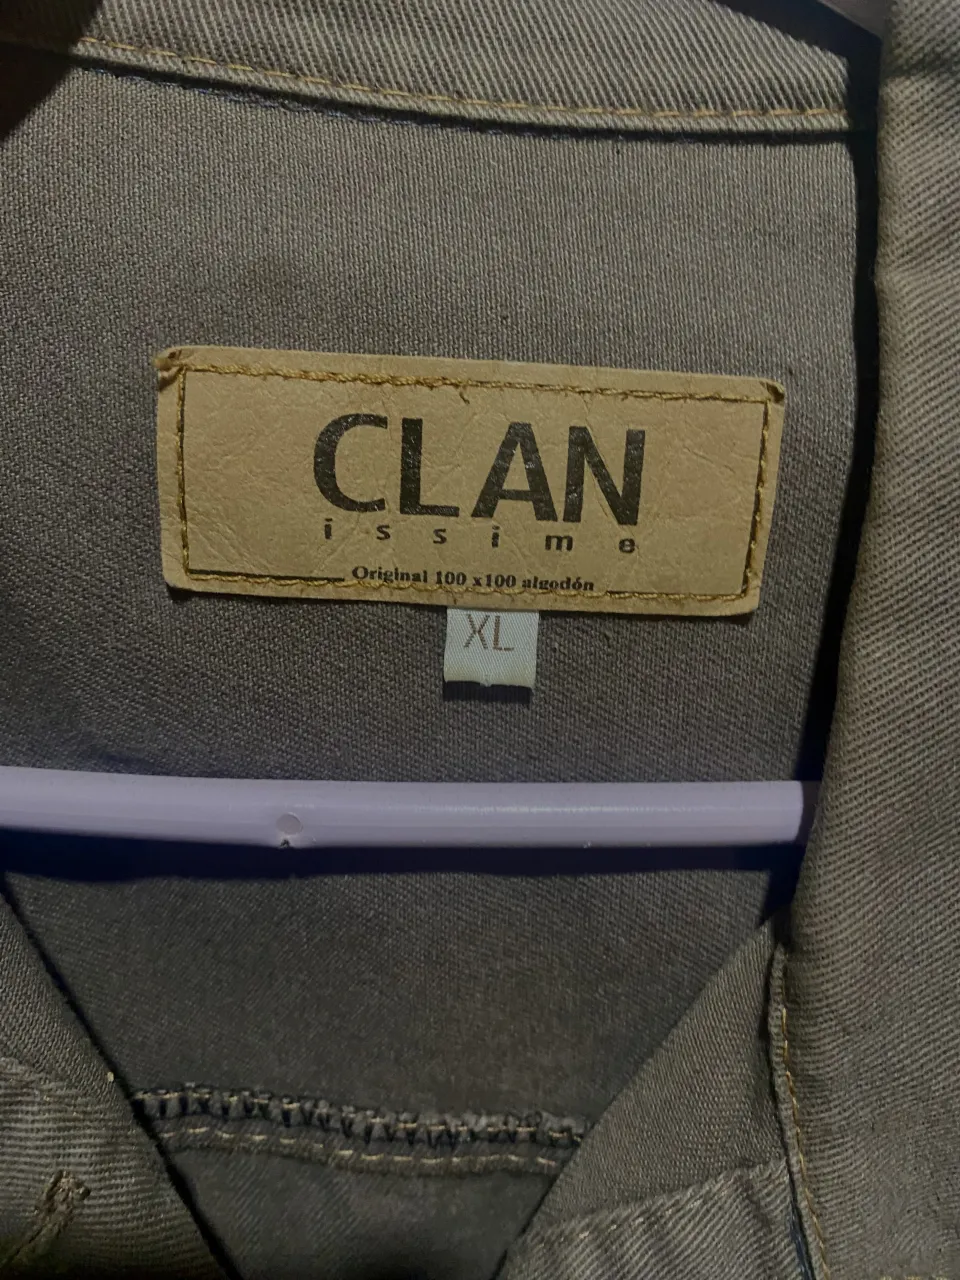 CLAN
issime
Original 100 x100 algodón
XL